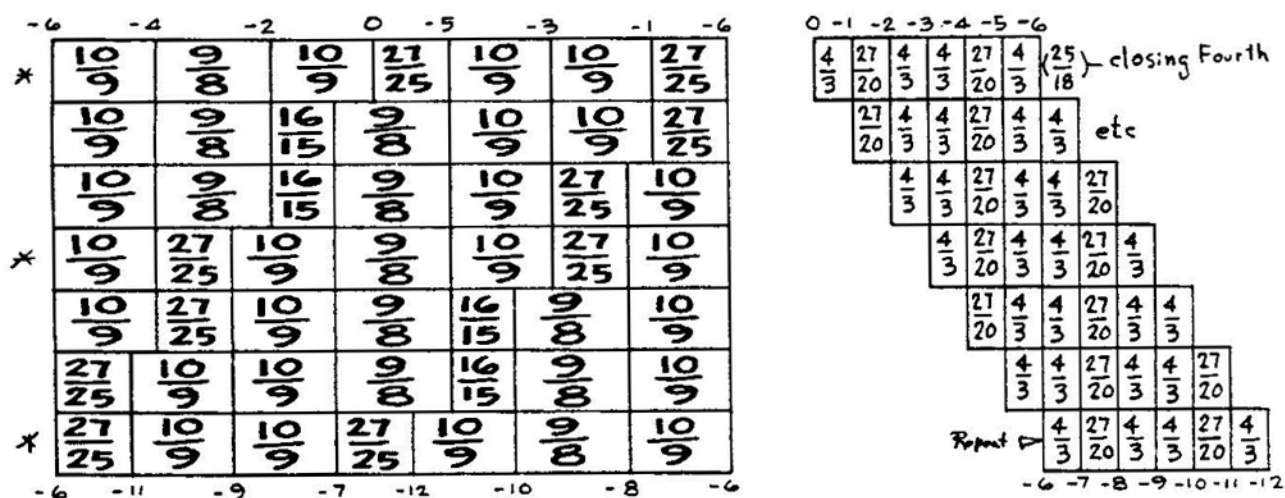 -6 -4 -2 0 -5 -3 -1 -6
* 10/9 9/8 10/9 27/25 10/9 10/9 27/25
10/9 9/8 16/15 9/8 10/9 10/9 27/25
10/9 9/8 16/15 9/8 10/9 27/25 10/9
* 10/9 27/25 10/9 9/8 10/9 27/25 10/9
10/9 27/25 10/9 9/8 16/15 9/8 10/9
27/25 10/9 10/9 9/8 16/15 9/8 10/9
* 27/25 10/9 10/9 27/25 10/9 9/8 10/9
-6 -11 -9 -7 -12 -10 -8 -6
0 -1 -2 -3 -4 -5 -6
4/3 27/20 4/3 4/3 27/20 4/3 (25/18) closing Fourth
27/20 4/3 4/3 27/20 4/3 4/3 etc
4/3 4/3 27/20 4/3 4/3 27/20
4/3 27/20 4/3 4/3 27/20 4/3
27/20 4/3 4/3 27/20 4/3 4/3
4/3 4/3 27/20 4/3 4/3 27/20
Repeat 4/3 27/20 4/3 4/3 27/20 4/3
-6 -7 -8 -9 -10 -11 -12